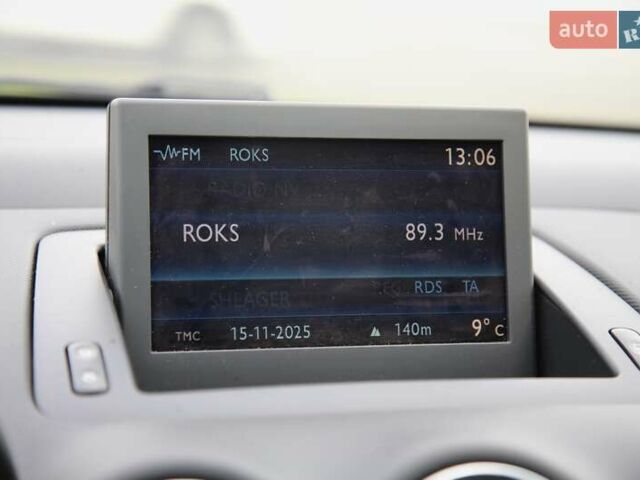 auto
FM ROKS 13:06
RADIO NV
ROKS 89.3 MHz
SHLAGER REG RDS TA
TMC 15-11-2025 140m 9°C